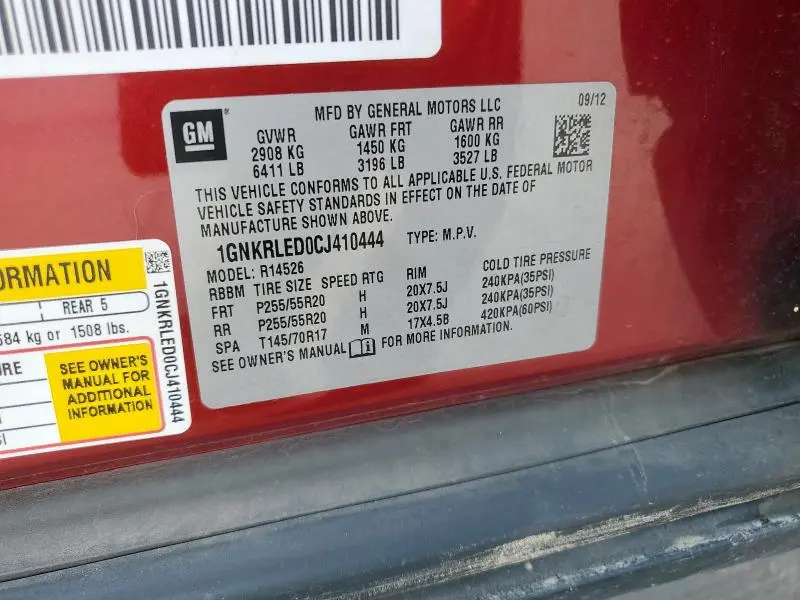 GM
MFD BY GENERAL MOTORS LLC
09/12
GVWR GAWR FRT GAWR RR
2908 KG 1450 KG 1600 KG
6411 LB 3196 LB 3527 LB
THIS VEHICLE CONFORMS TO ALL APPLICABLE U.S. FEDERAL MOTOR
VEHICLE SAFETY STANDARDS IN EFFECT ON THE DATE OF
MANUFACTURE SHOWN ABOVE.
1GNKRLED0CJ410444 TYPE: M.P.V.
MODEL: R14526
RBBM TIRE SIZE SPEED RTG RIM COLD TIRE PRESSURE
FRT P255/55R20 H 20X7.5J 240KPA(35PSI)
RR P255/55R20 H 20X7.5J 240KPA(35PSI)
SPA T145/70R17 M 17X4.5B 420KPA(60PSI)
SEE OWNER'S MANUAL FOR MORE INFORMATION.
REAR 5
kg or 1508 lbs.
SEE OWNER'S
MANUAL FOR
ADDITIONAL
INFORMATION
1GNKRLED0CJ410444